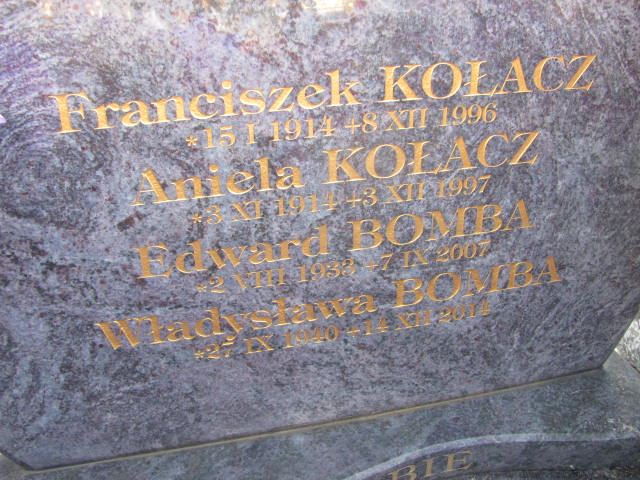 Franciszek KOŁACZ
*15 I 1914 +8 XII 1996
Aniela KOŁACZ
*3 XI 1914 +3 XII 1997
Edward BOMBA
*2 VIII 1933 +7 IX 2007
Władysława BOMBA
*27 IX 1940 +14 XII 2014
BIE